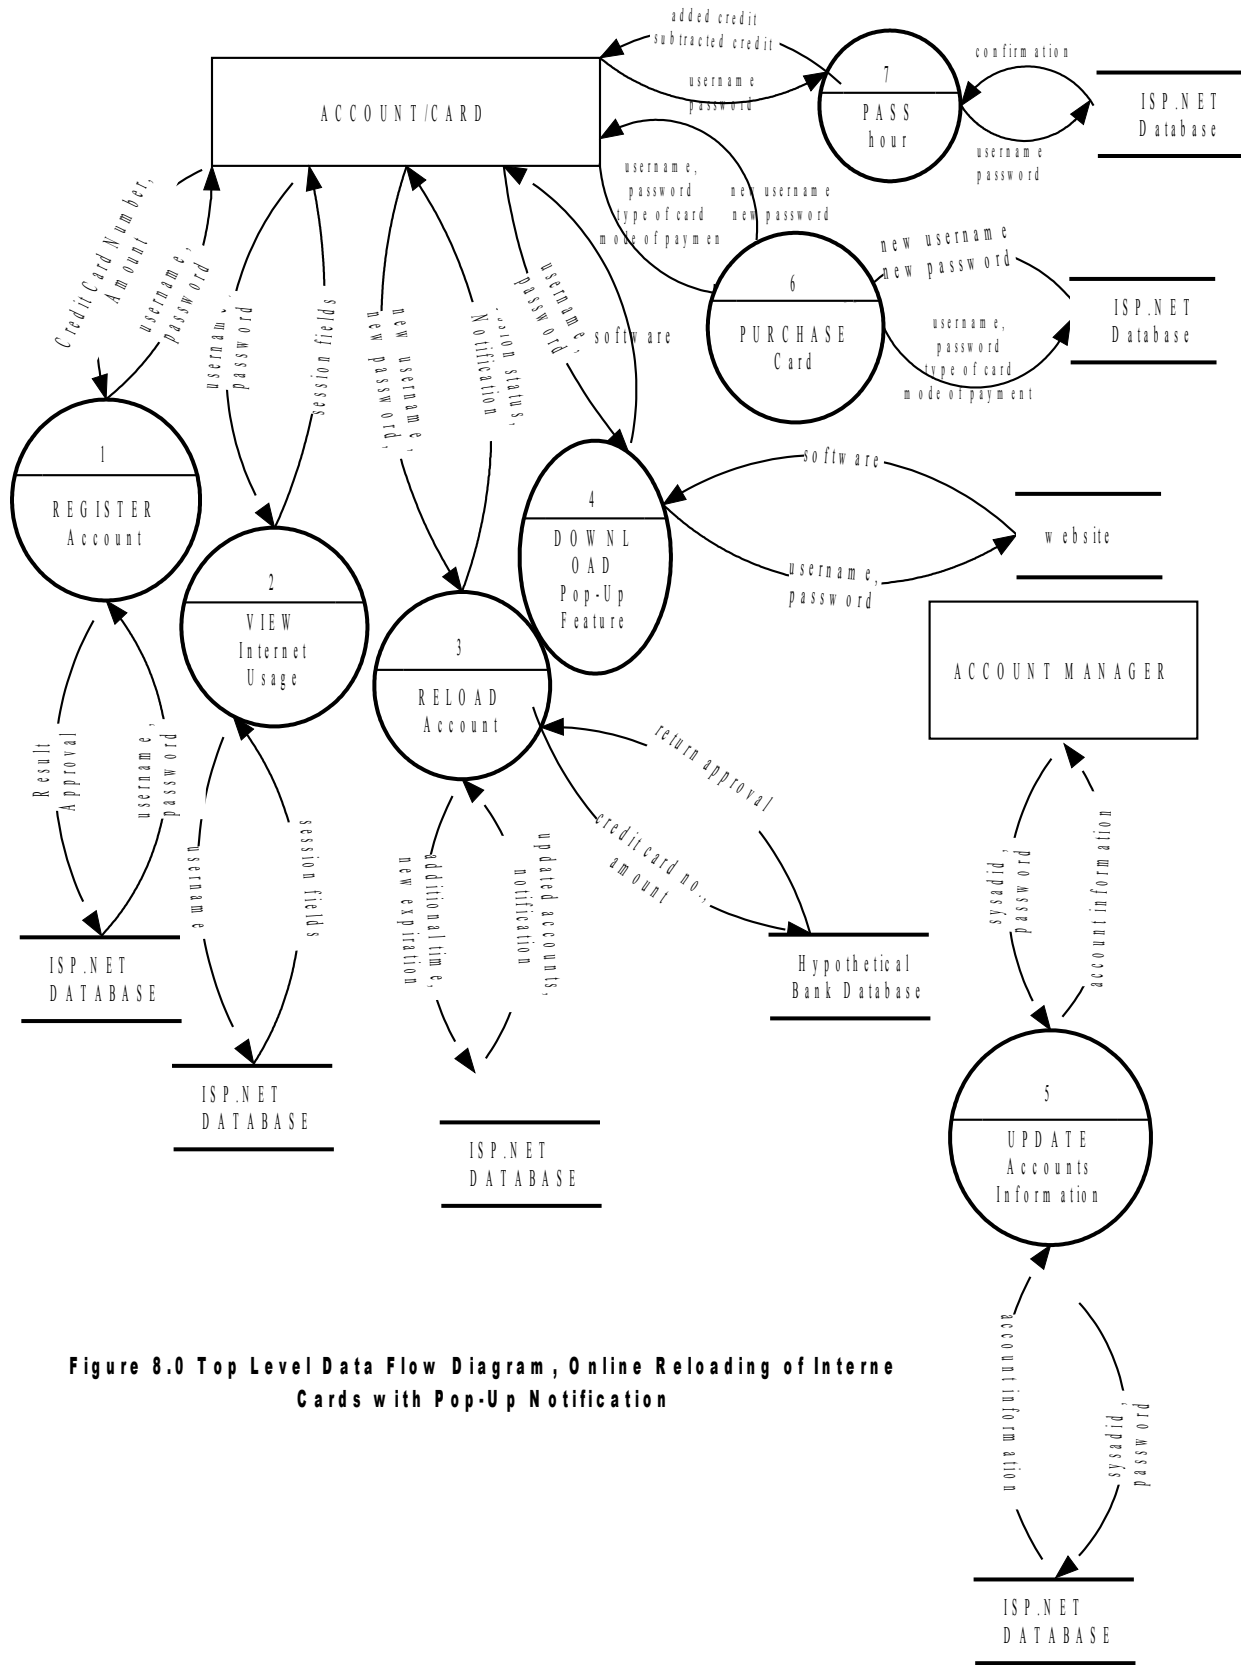 added credit
subtracted credit
username
password
7
PASS
hour
confirmation
username
password
ISP.NET
Database
ACCOUNT/CARD
Credit Card Number,
Amount
username,
password
password
session fields
new username,
new password,
Notification
username,
password
software
username,
password
type of card
mode of paymen
new username
new password
6
PURCHASE
Card
new username
new password
username,
password
type of card
mode of payment
ISP.NET
Database
1
REGISTER
Account
2
VIEW
Internet
Usage
3
RELOAD
Account
4
DOWNL
OAD
Pop-Up
Feature
software
username,
password
website
ACCOUNT MANAGER
Result
Approval
username,
password
username
session fields
additional time,
new expiration
updated accounts,
notification
return approval
credit card no.,
amount
sysadid,
password
account information
ISP.NET
DATABASE
ISP.NET
DATABASE
ISP.NET
DATABASE
Hypothetical
Bank Database
5
UPDATE
Accounts
Information
account information
sysadid,
password
ISP.NET
DATABASE
Figure 8.0 Top Level Data Flow Diagram, Online Reloading of Interne
Cards with Pop-Up Notification